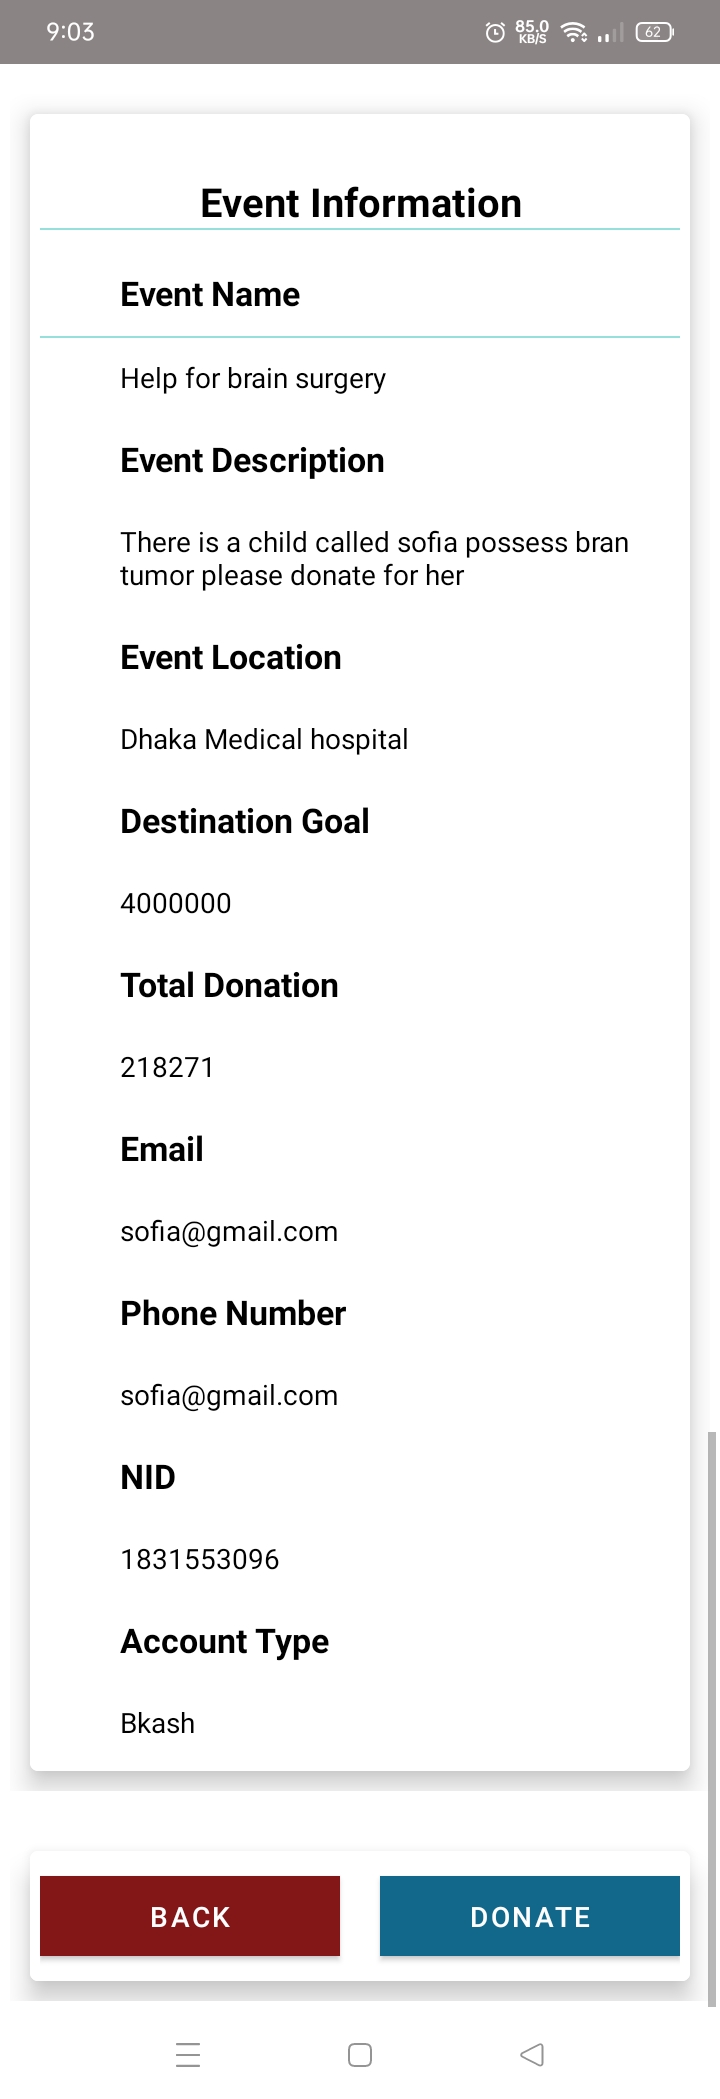 9:03
85.0
KB/S
62
Event Information
Event Name
Help for brain surgery
Event Description
There is a child called sofia possess bran
tumor please donate for her
Event Location
Dhaka Medical hospital
Destination Goal
4000000
Total Donation
218271
Email
sofia@gmail.com
Phone Number
sofia@gmail.com
NID
1831553096
Account Type
Bkash
BACK
DONATE